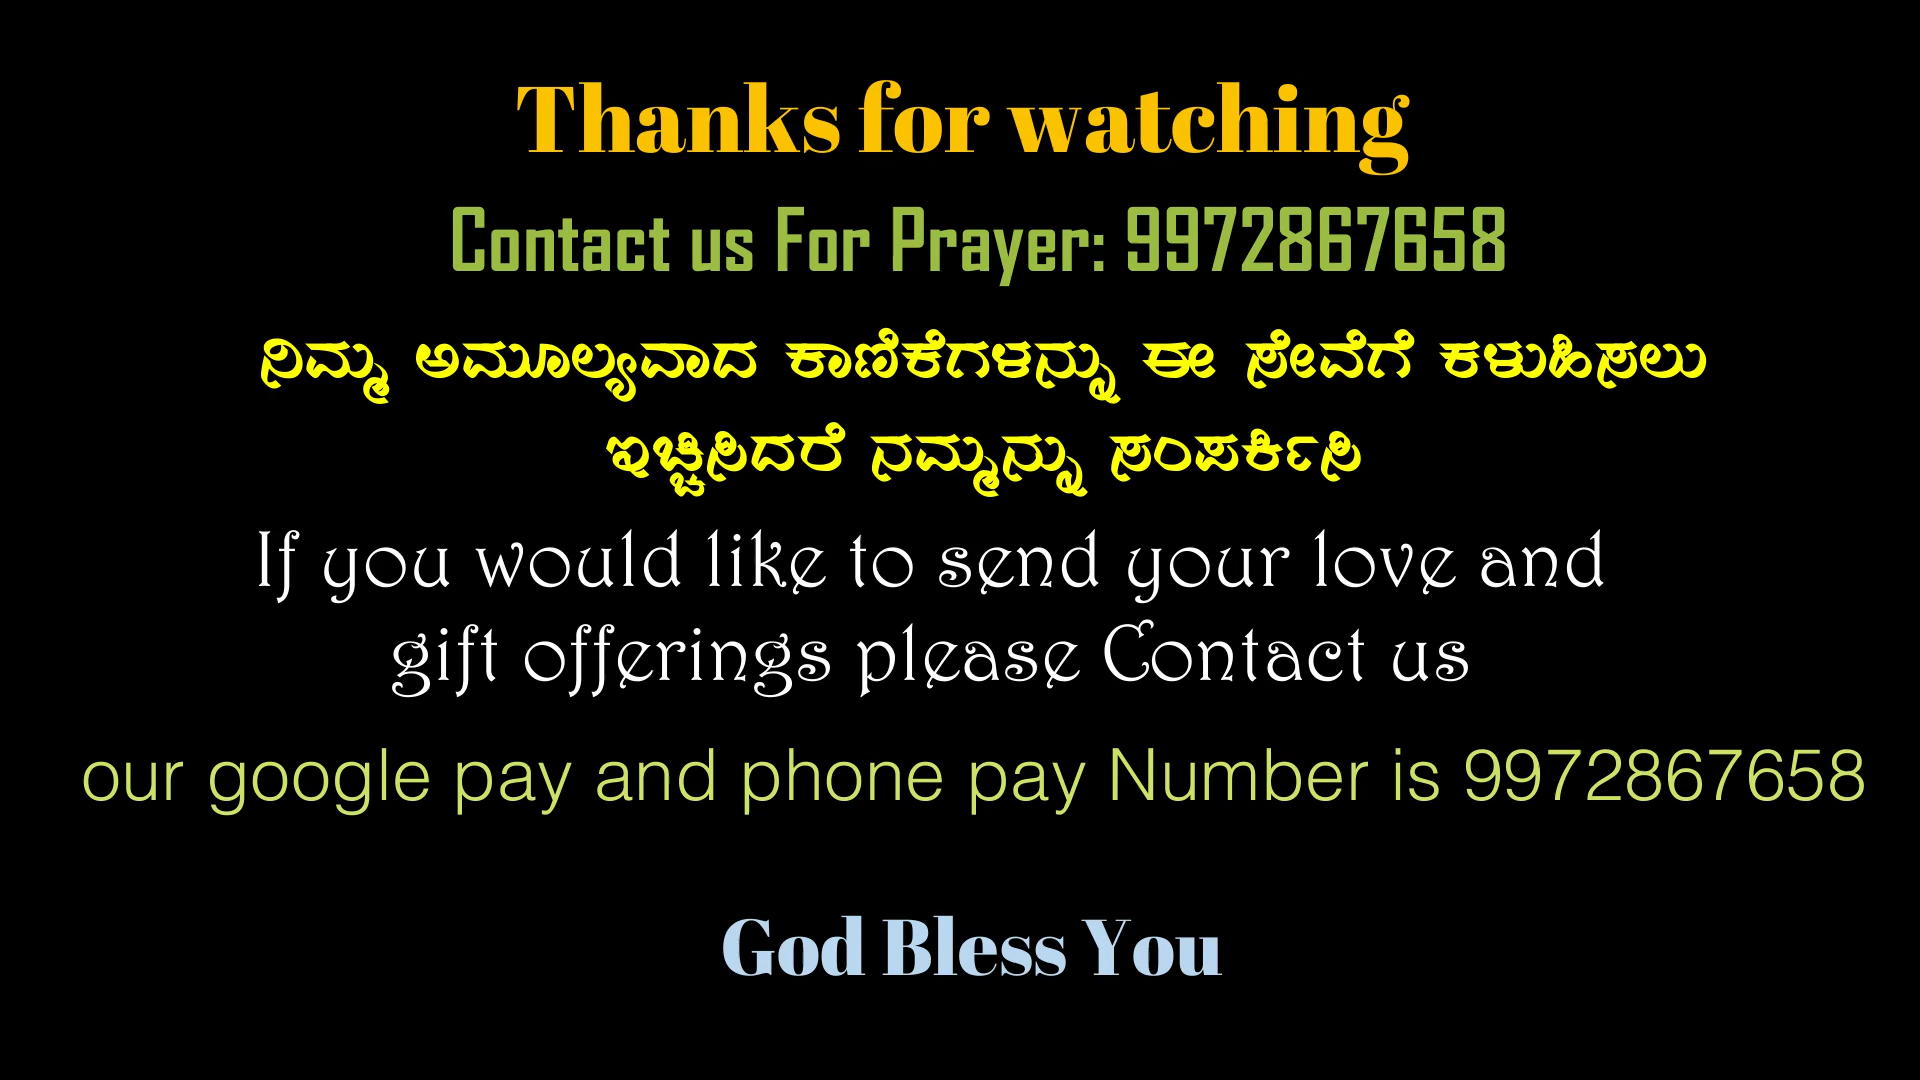 Thanks for watching
Contact us For Prayer: 9972867658
ನಿಮ್ಮ ಅಮೂಲ್ಯವಾದ ಕಾಣಿಕೆಗಳನ್ನು ಈ ಸೇವೆಗೆ ಕಳುಹಿಸಲು
ಇಚ್ಚಿಸಿದರೆ ನಮ್ಮನ್ನು ಸಂಪರ್ಕಿಸಿ
If you would like to send your love and
gift offerings please Contact us
our google pay and phone pay Number is 9972867658
God Bless You